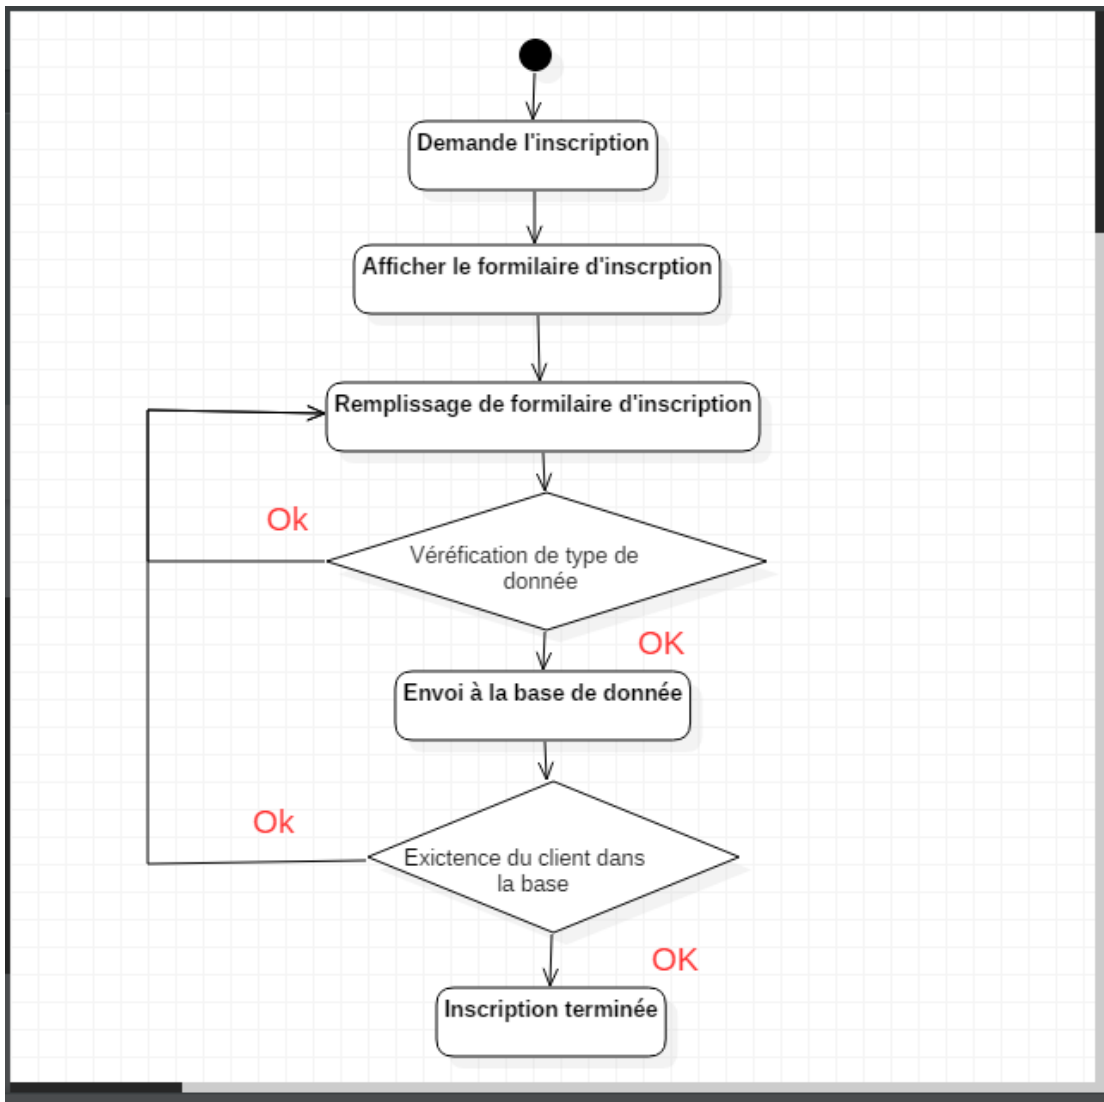 Demande l'inscription
Afficher le formilaire d'inscrption
Remplissage de formilaire d'inscription
Ok
Véréfication de type de
donnée
OK
Envoi à la base de donnée
Ok
Exictence du client dans
la base
OK
Inscription terminée